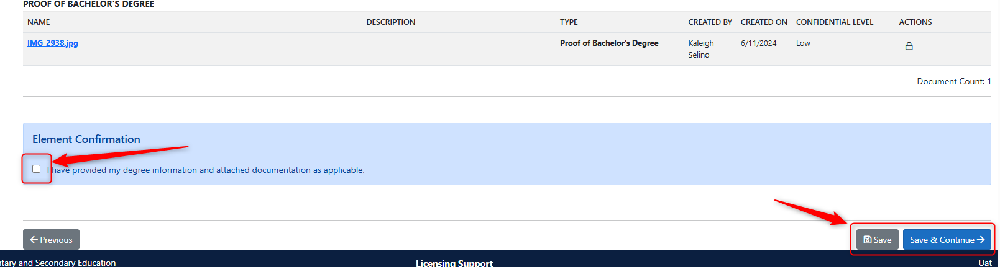 PROOF OF BACHELOR'S DEGREE
NAME DESCRIPTION TYPE CREATED BY CREATED ON CONFIDENTIAL LEVEL ACTIONS
IMG_2938.jpg Proof of Bachelor's Degree Kaleigh 6/11/2024 Low
Selino
Document Count: 1
Element Confirmation
I have provided my degree information and attached documentation as applicable.
Previous Save Save & Continue
ntary and Secondary Education Licensing Support Uat